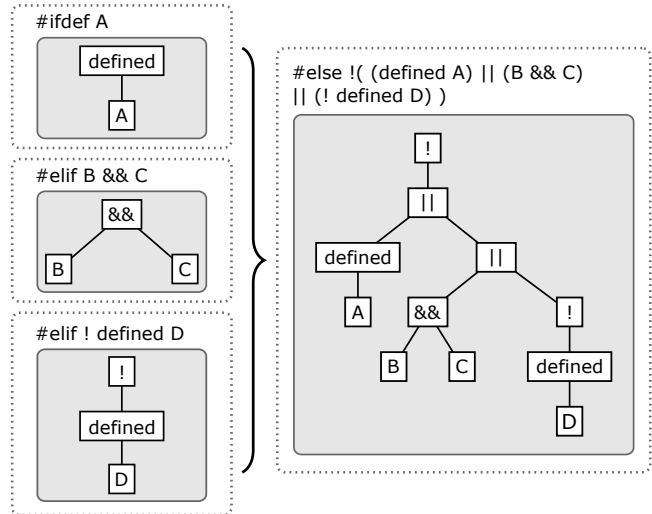 #ifdef A
defined
A
#elif B && C
&&
B C
#elif ! defined D
!
defined
D
#else !( (defined A) || (B && C)
|| (! defined D) )
!
||
defined ||
A && !
B C defined
D